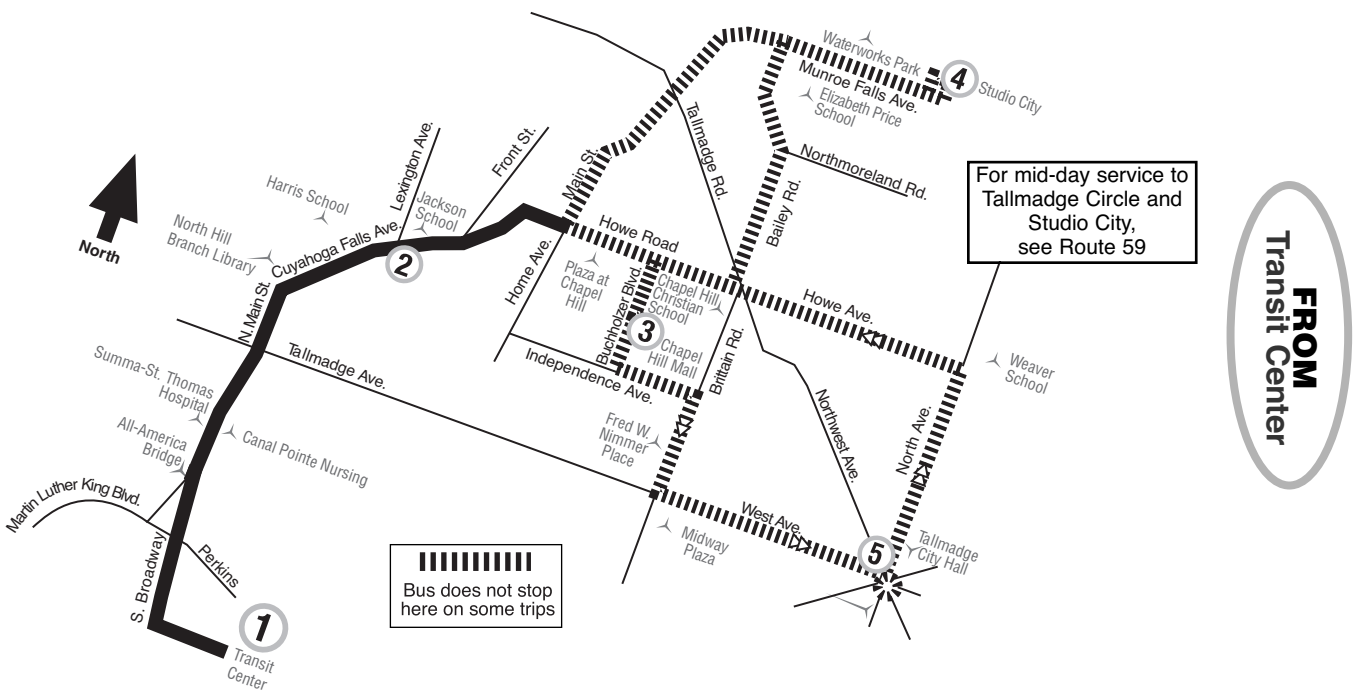 Waterworks Park
Munroe Falls Ave.
4
Studio City
Elizabeth Price
School
Tallmadge Rd.
Northmoreland Rd.
Bailey Rd.
Main St.
Front St.
Lexington Ave.
Jackson
School
Harris School
North Hill
Branch Library
Cuyahoga Falls Ave.
2
North
Howe Road
Home Ave.
Plaza at
Chapel
Hill
Buchholzer Blvd.
Chapel Hill
Christian
School
3
Chapel
Hill Mall
Independence Ave.
Brittain Rd.
Howe Ave.
For mid-day service to
Tallmadge Circle and
Studio City,
see Route 59
Weaver
School
North Ave.
Northwest Ave.
N. Main St.
Tallmadge Ave.
Summa-St. Thomas
Hospital
All-America
Bridge
Canal Pointe Nursing
Martin Luther King Blvd.
Perkins
S. Broadway
1
Transit
Center
Fred W.
Nimmer
Place
West Ave.
Midway
Plaza
5
Tallmadge
City Hall
Bus does not stop
here on some trips
FROM
Transit Center